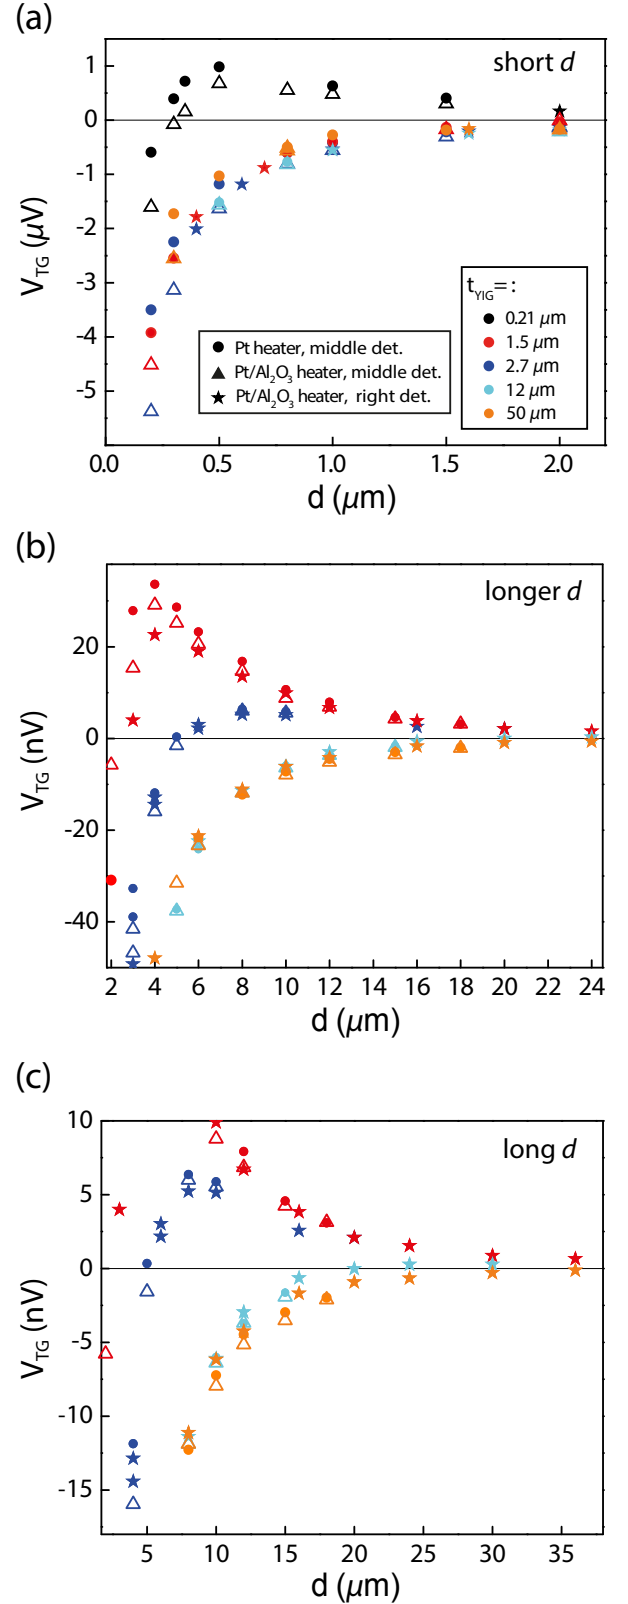 (a)
short d
1
0
-1
-2
-3
-4
-5
V_TG (µV)
t_YIG = :
0.21 µm
1.5 µm
2.7 µm
12 µm
50 µm
Pt heater, middle det.
Pt/Al₂O₃ heater, middle det.
Pt/Al₂O₃ heater, right det.
0.0 0.5 1.0 1.5 2.0
d (µm)
(b)
longer d
20
0
-20
-40
V_TG (nV)
2 4 6 8 10 12 14 16 18 20 22 24
d (µm)
(c)
long d
10
5
0
-5
-10
-15
V_TG (nV)
5 10 15 20 25 30 35
d (µm)